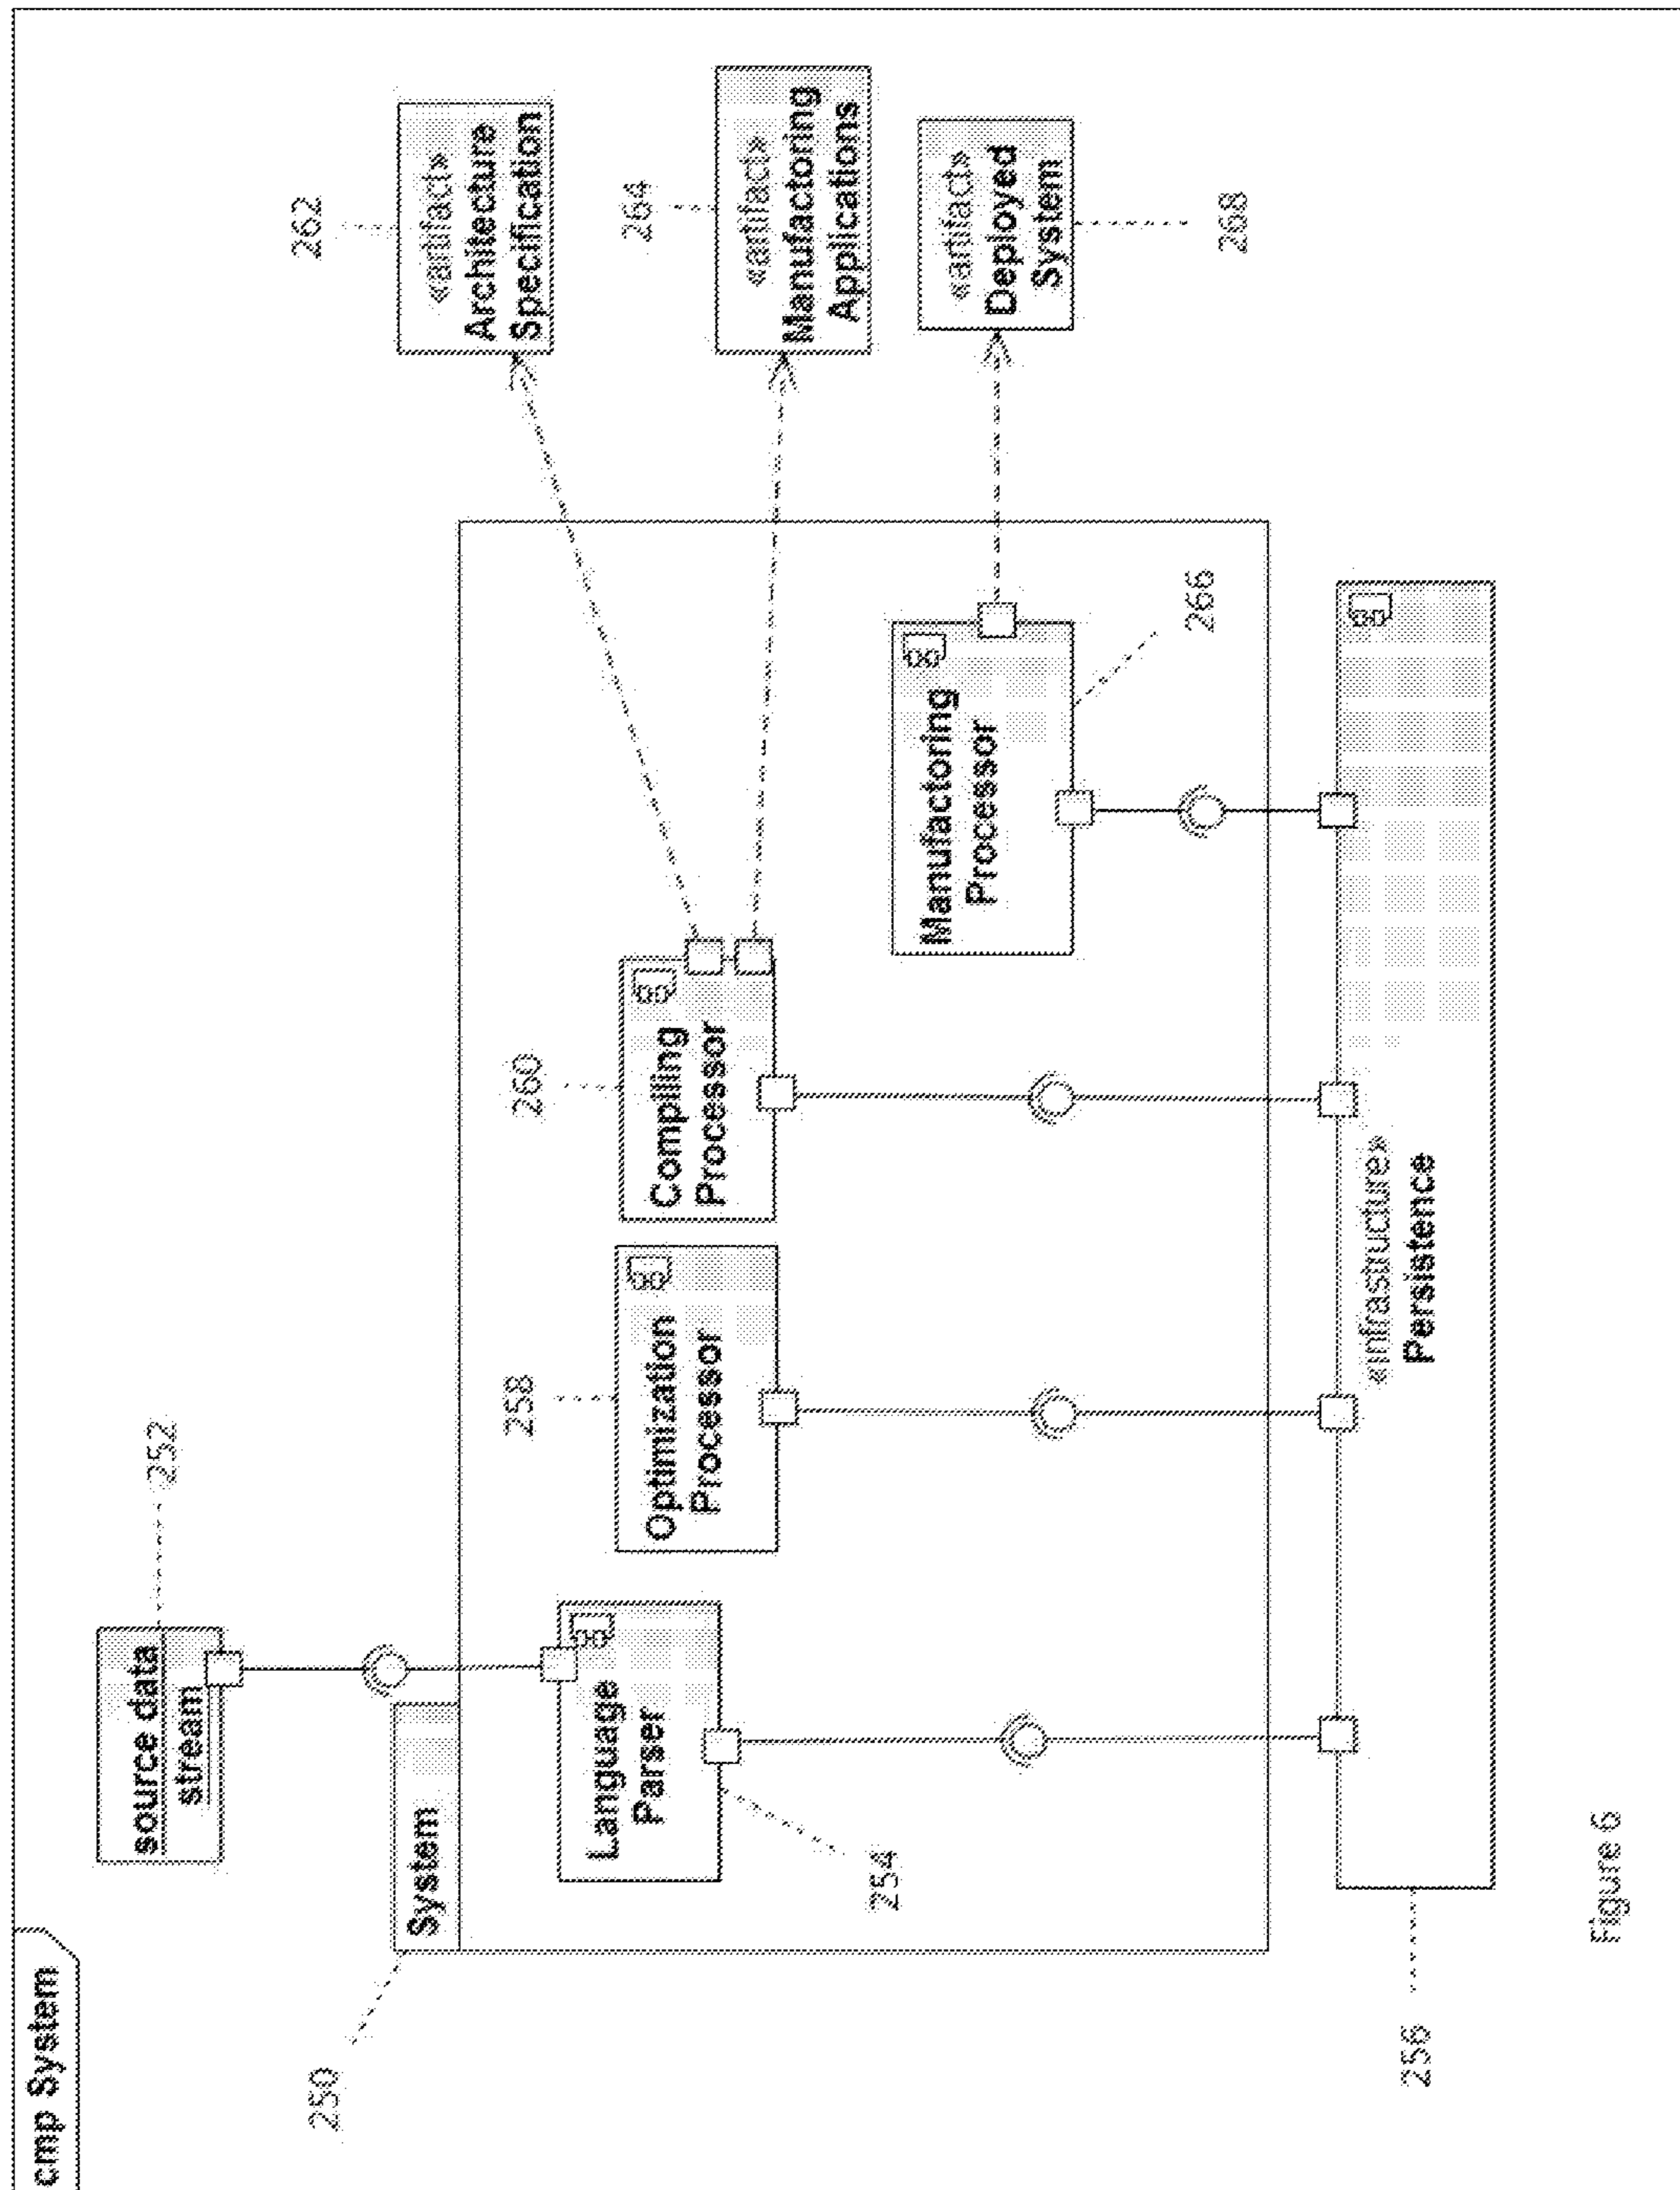 cmp System
source data
stream
252
250
262
System
«artifact»
Architecture
Specification
258
260
Language
Parser
Optimization
Processor
Compiling
Processor
264
«artifact»
Manufactoring
Applications
254
Manufactoring
Processor
«artifact»
Deployed
System
266
268
«infrastructure»
Persistence
256
Figure 6